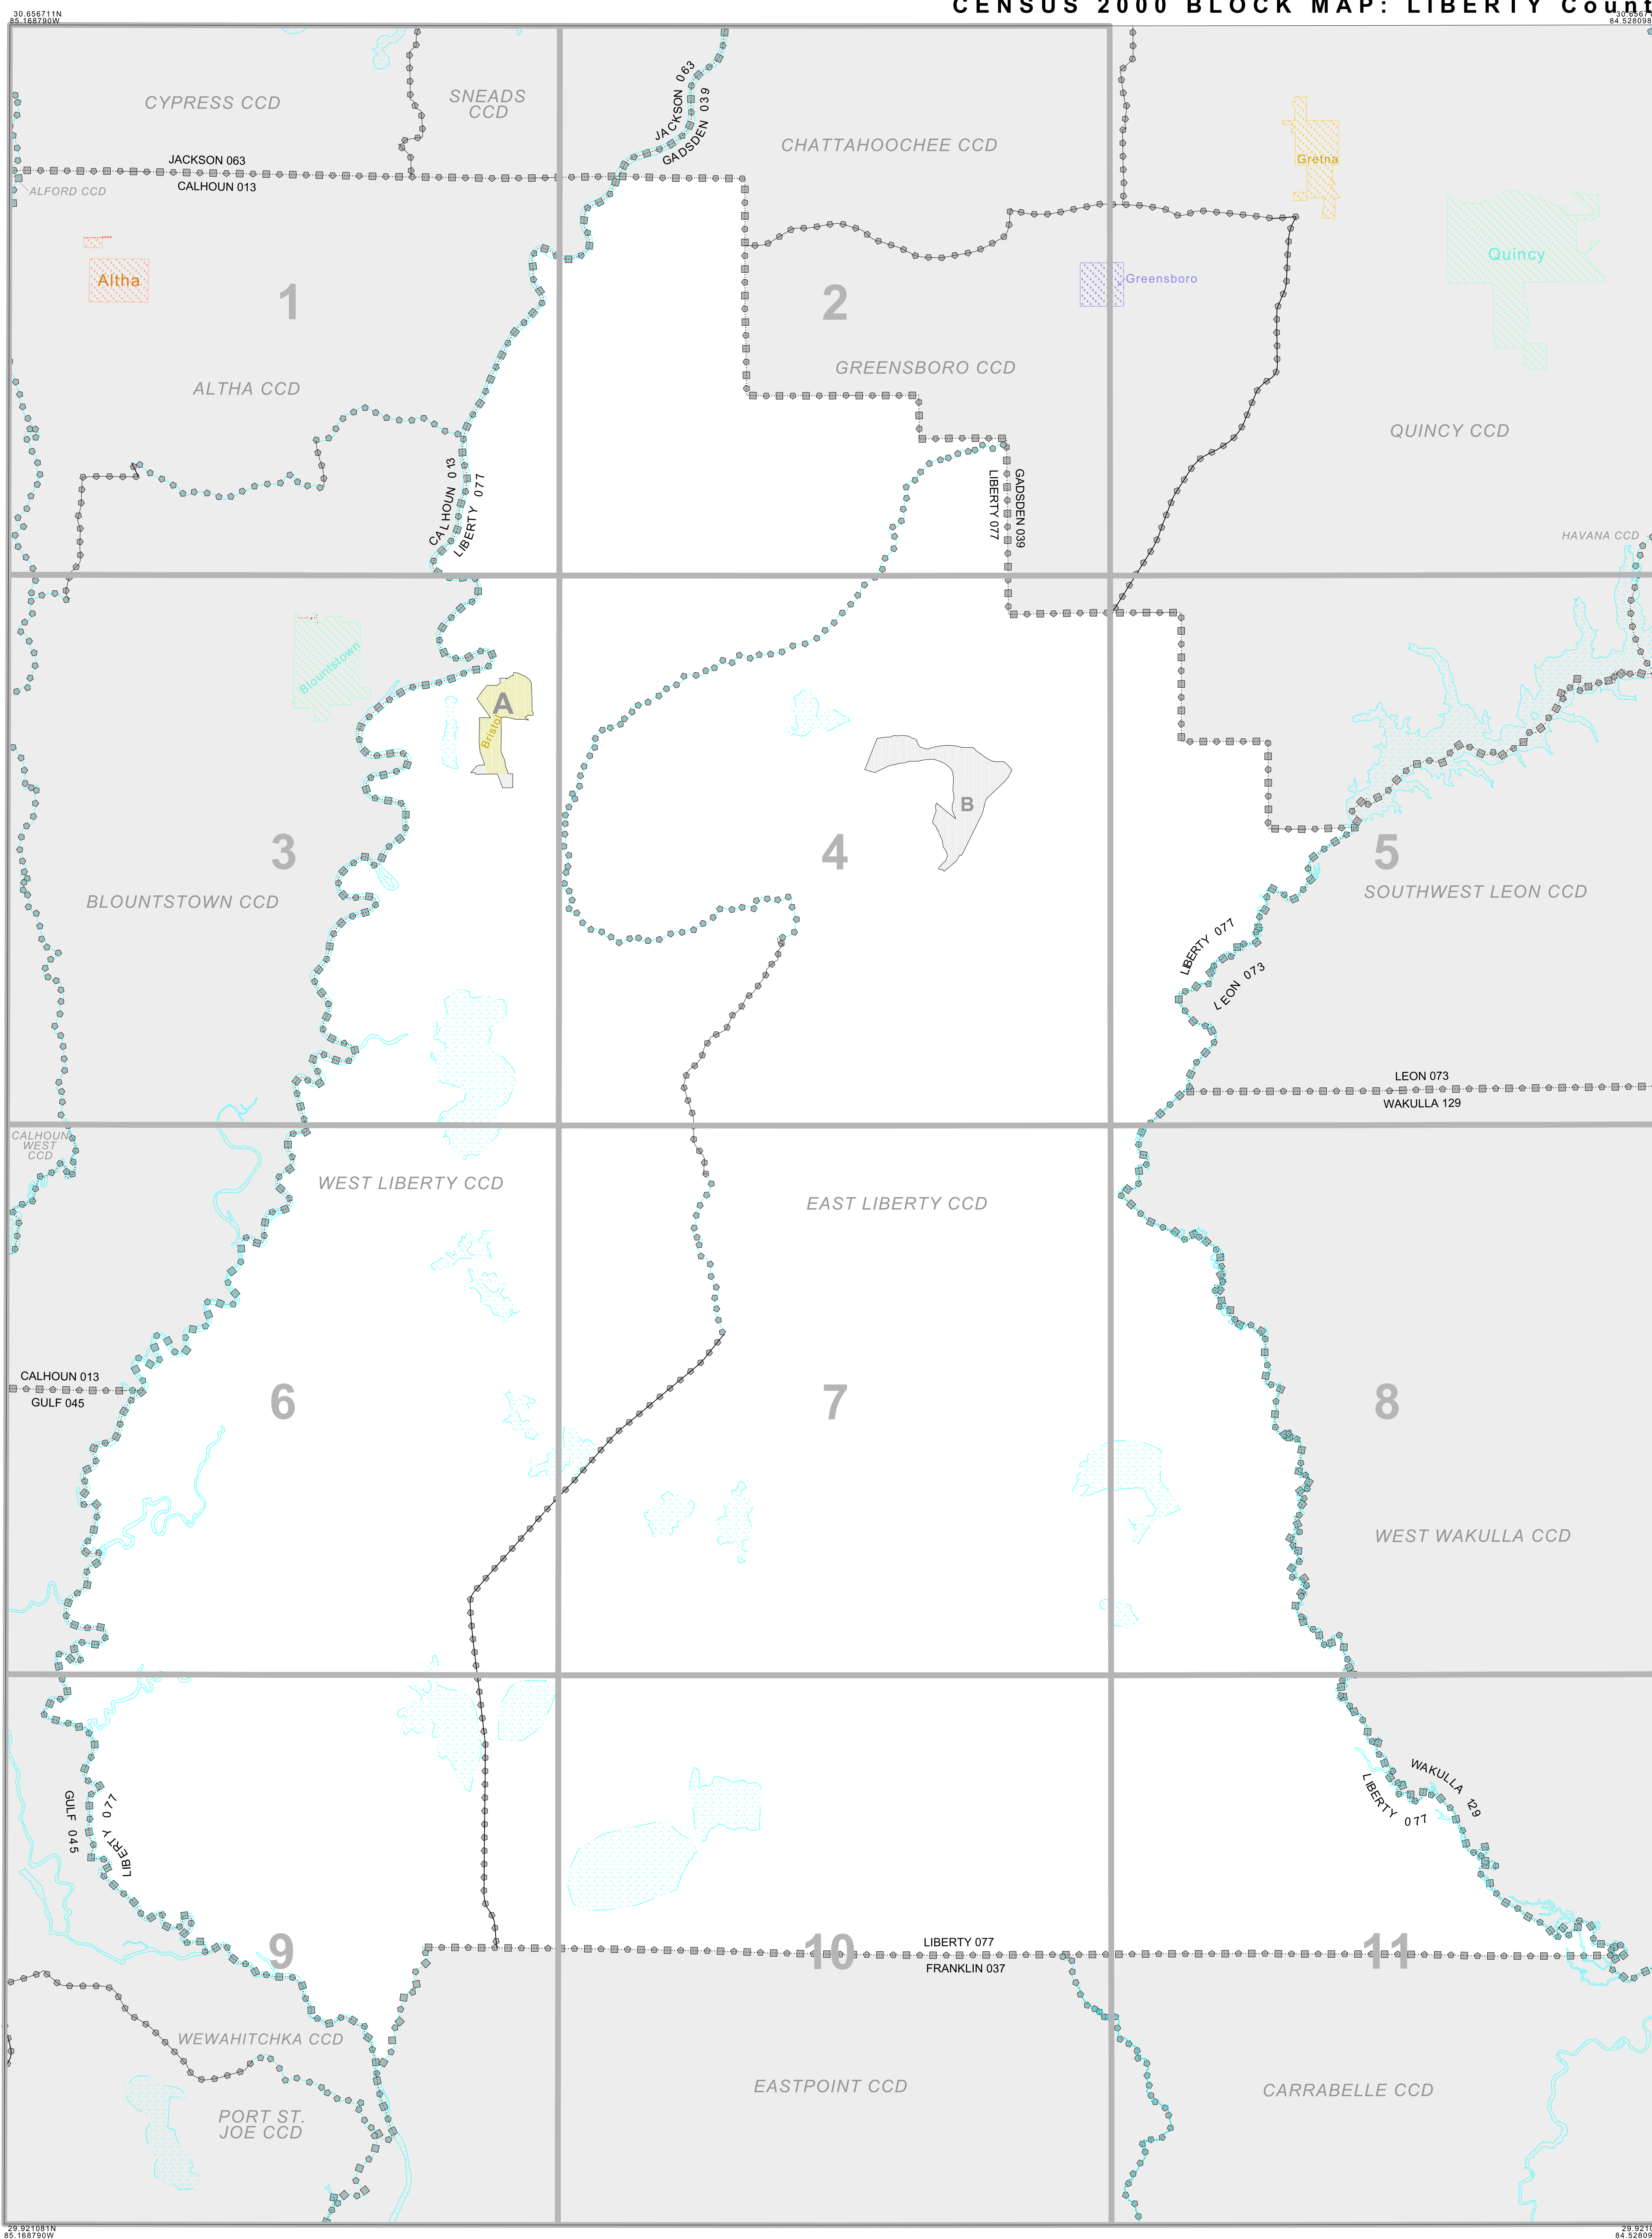 CENSUS 2000 BLOCK MAP: LIBERTY Count
30.656711N
85.168790W
84.528098
CYPRESS CCD
SNEADS
CCD
JACKSON 063
GADSDEN 039
CHATTAHOOCHEE CCD
Gretna
JACKSON 063
CALHOUN 013
ALFORD CCD
Altha
Quincy
Greensboro
1
2
ALTHA CCD
GREENSBORO CCD
QUINCY CCD
CALHOUN 013
LIBERTY 077
GADSDEN 039
LIBERTY 077
HAVANA CCD
Blountstown
A
Bristol
B
3
4
5
BLOUNTSTOWN CCD
SOUTHWEST LEON CCD
LIBERTY 077
LEON 073
LEON 073
WAKULLA 129
CALHOUN
WEST
CCD
WEST LIBERTY CCD
EAST LIBERTY CCD
CALHOUN 013
GULF 045
6
7
8
WEST WAKULLA CCD
GULF 045
LIBERTY 077
WAKULLA 129
LIBERTY 077
9
10
11
LIBERTY 077
FRANKLIN 037
WEWAHITCHKA CCD
EASTPOINT CCD
CARRABELLE CCD
PORT ST.
JOE CCD
29.921081N
85.168790W
29.921
84.52809